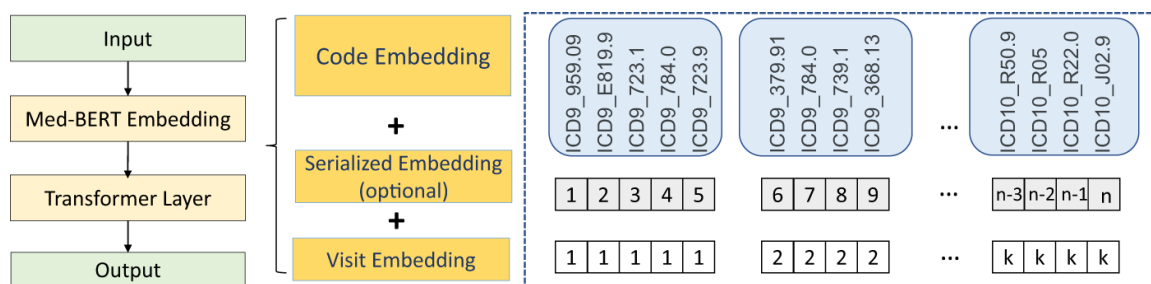 Input
Med-BERT Embedding
Transformer Layer
Output
Code Embedding
+
Serialized Embedding
(optional)
+
Visit Embedding
ICD9_959.09
ICD9_E819.9
ICD9_723.1
ICD9_784.0
ICD9_723.9
ICD9_379.91
ICD9_784.0
ICD9_739.1
ICD9_368.13
...
ICD10_R50.9
ICD10_R05
ICD10_R22.0
ICD10_J02.9
1 2 3 4 5 6 7 8 9 ... n-3 n-2 n-1 n
1 1 1 1 1 2 2 2 2 ... k k k k